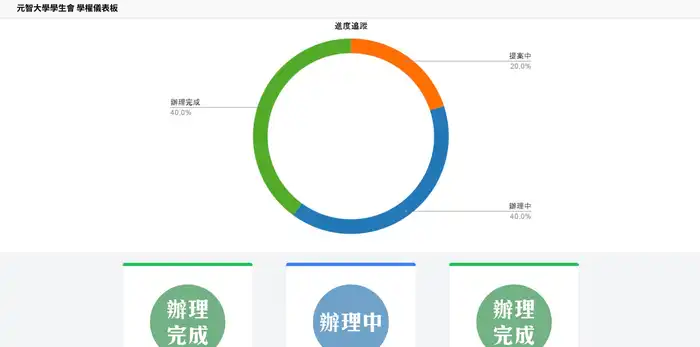 元智大學學生會 學權儀表板
進度追蹤
提案中
20.0%
辦理完成
40.0%
辦理中
40.0%
辦理
完成
辦理中
辦理
完成